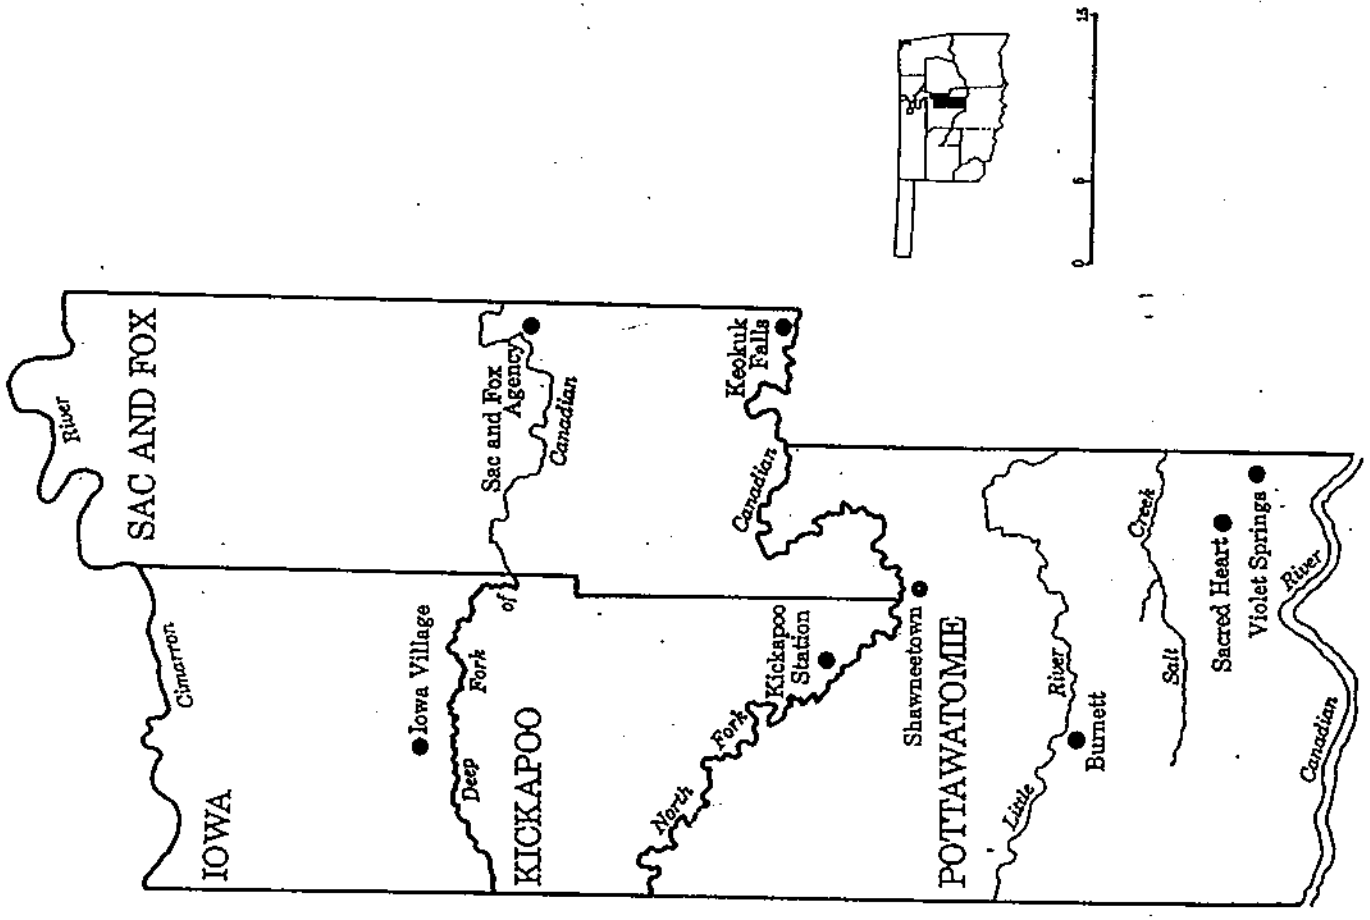 River
SAC AND FOX
Cimarron
IOWA
Iowa Village
Sac and Fox
Agency
Canadian
of
Fork
Deep
KICKAPOO
Keokuk
Falls
Canadian
Kickapoo
Station
Fork
North
Shawneetown
POTTAWATOMIE
River
Little
Burnett
Creek
Salt
Sacred Heart
Violet Springs
River
Canadian
0
15